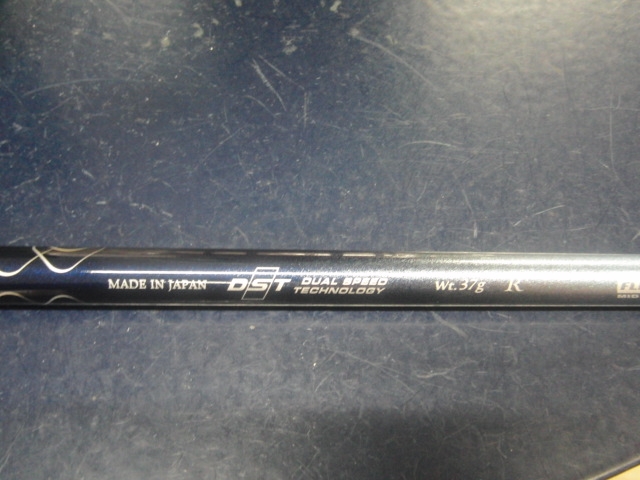 MADE IN JAPAN DST DUAL SPEED
TECHNOLOGY
Wt. 37g R